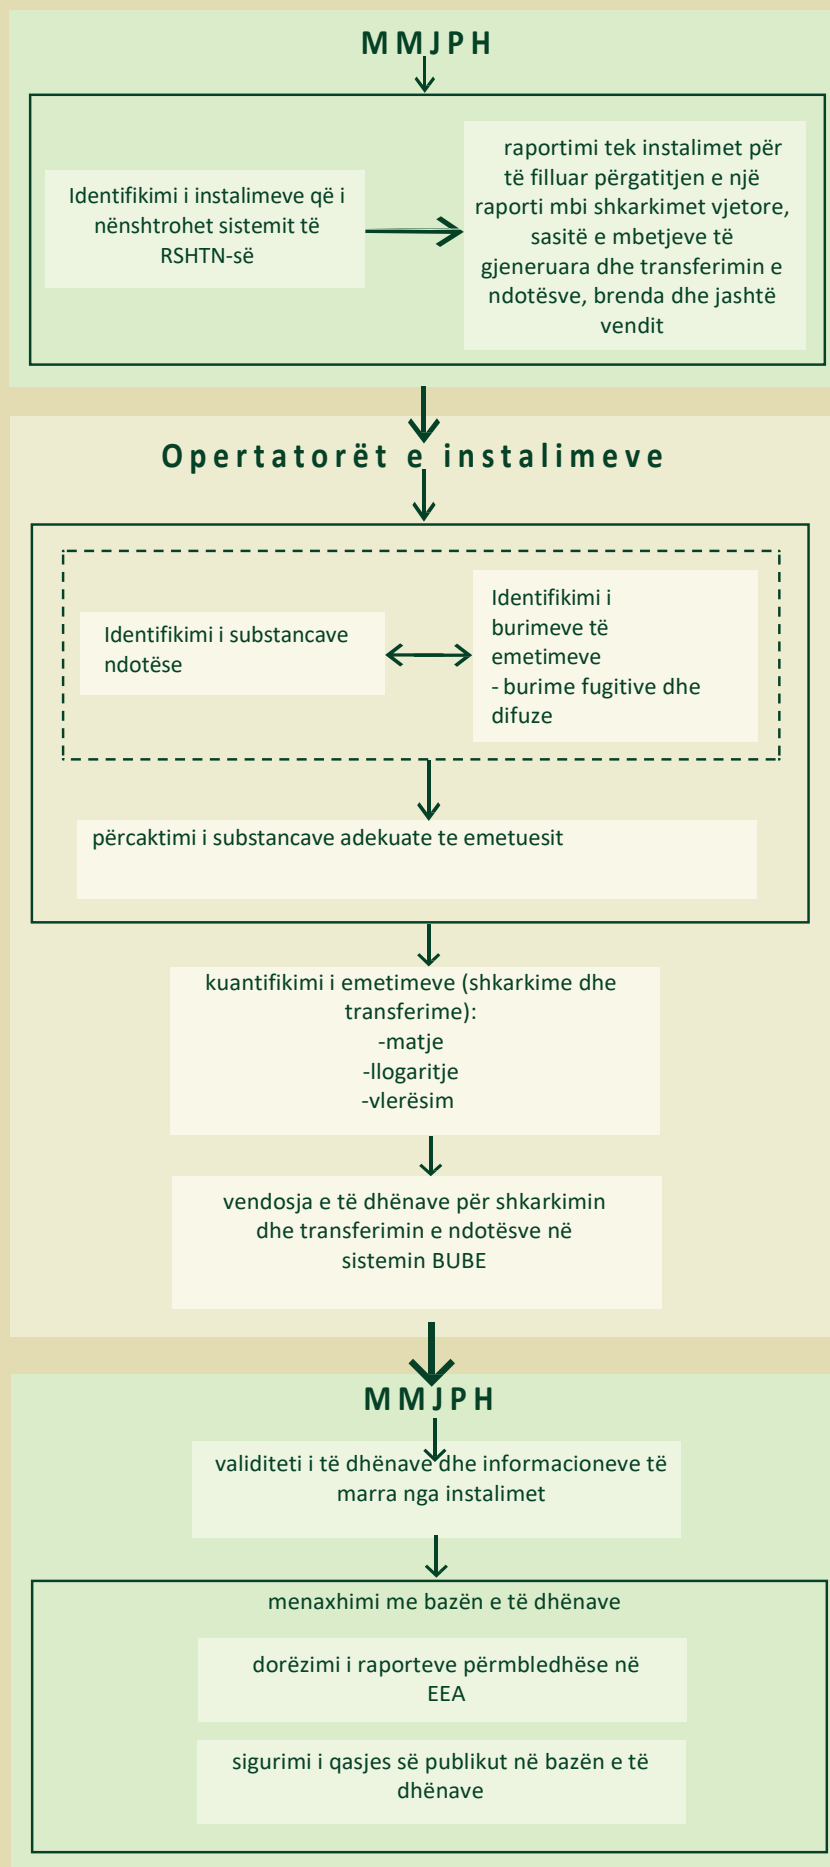 MMJPH
Identifikimi i instalimeve që i
nënshtrohet sistemit të
RSHTN-së
raportimi tek instalimet për
të filluar përgatitjen e një
raporti mbi shkarkimet vjetore,
sasitë e mbetjeve të
gjeneruara dhe transferimin e
ndotësve, brenda dhe jashtë
vendit
Opertatorët e instalimeve
Identifikimi i substancave
ndotëse
Identifikimi i
burimeve të
emetimeve
- burime fugitive dhe
difuze
përcaktimi i substancave adekuate te emetuesit
kuantifikimi i emetimeve (shkarkime dhe
transferime):
-matje
-llogaritje
-vlerësim
vendosja e të dhënave për shkarkimin
dhe transferimin e ndotësve në
sistemin BUBE
MMJPH
validiteti i të dhënave dhe informacioneve të
marra nga instalimet
menaxhimi me bazën e të dhënave
dorëzimi i raporteve përmbledhëse në
EEA
sigurimi i qasjes së publikut në bazën e të
dhënave